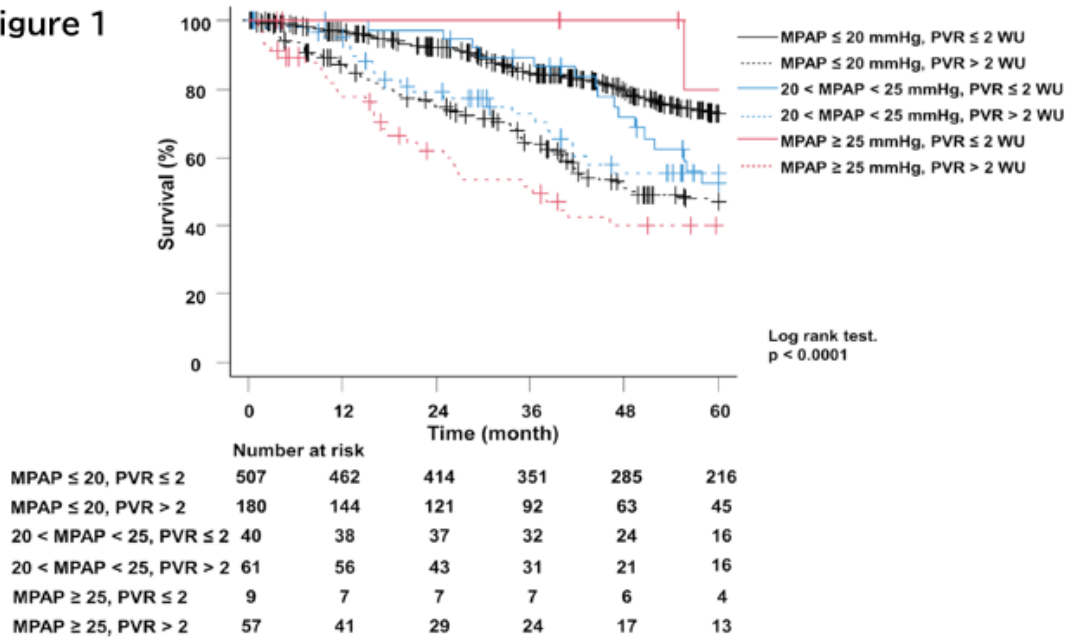 igure 1
100
80
60
40
20
0
Survival (%)
MPAP ≤ 20 mmHg, PVR ≤ 2 WU
MPAP ≤ 20 mmHg, PVR > 2 WU
20 < MPAP < 25 mmHg, PVR ≤ 2 WU
20 < MPAP < 25 mmHg, PVR > 2 WU
MPAP ≥ 25 mmHg, PVR ≤ 2 WU
MPAP ≥ 25 mmHg, PVR > 2 WU
Log rank test.
p < 0.0001
0 12 24 36 48 60
Time (month)
Number at risk
MPAP ≤ 20, PVR ≤ 2 507 462 414 351 285 216
MPAP ≤ 20, PVR > 2 180 144 121 92 63 45
20 < MPAP < 25, PVR ≤ 2 40 38 37 32 24 16
20 < MPAP < 25, PVR > 2 61 56 43 31 21 16
MPAP ≥ 25, PVR ≤ 2 9 7 7 7 6 4
MPAP ≥ 25, PVR > 2 57 41 29 24 17 13